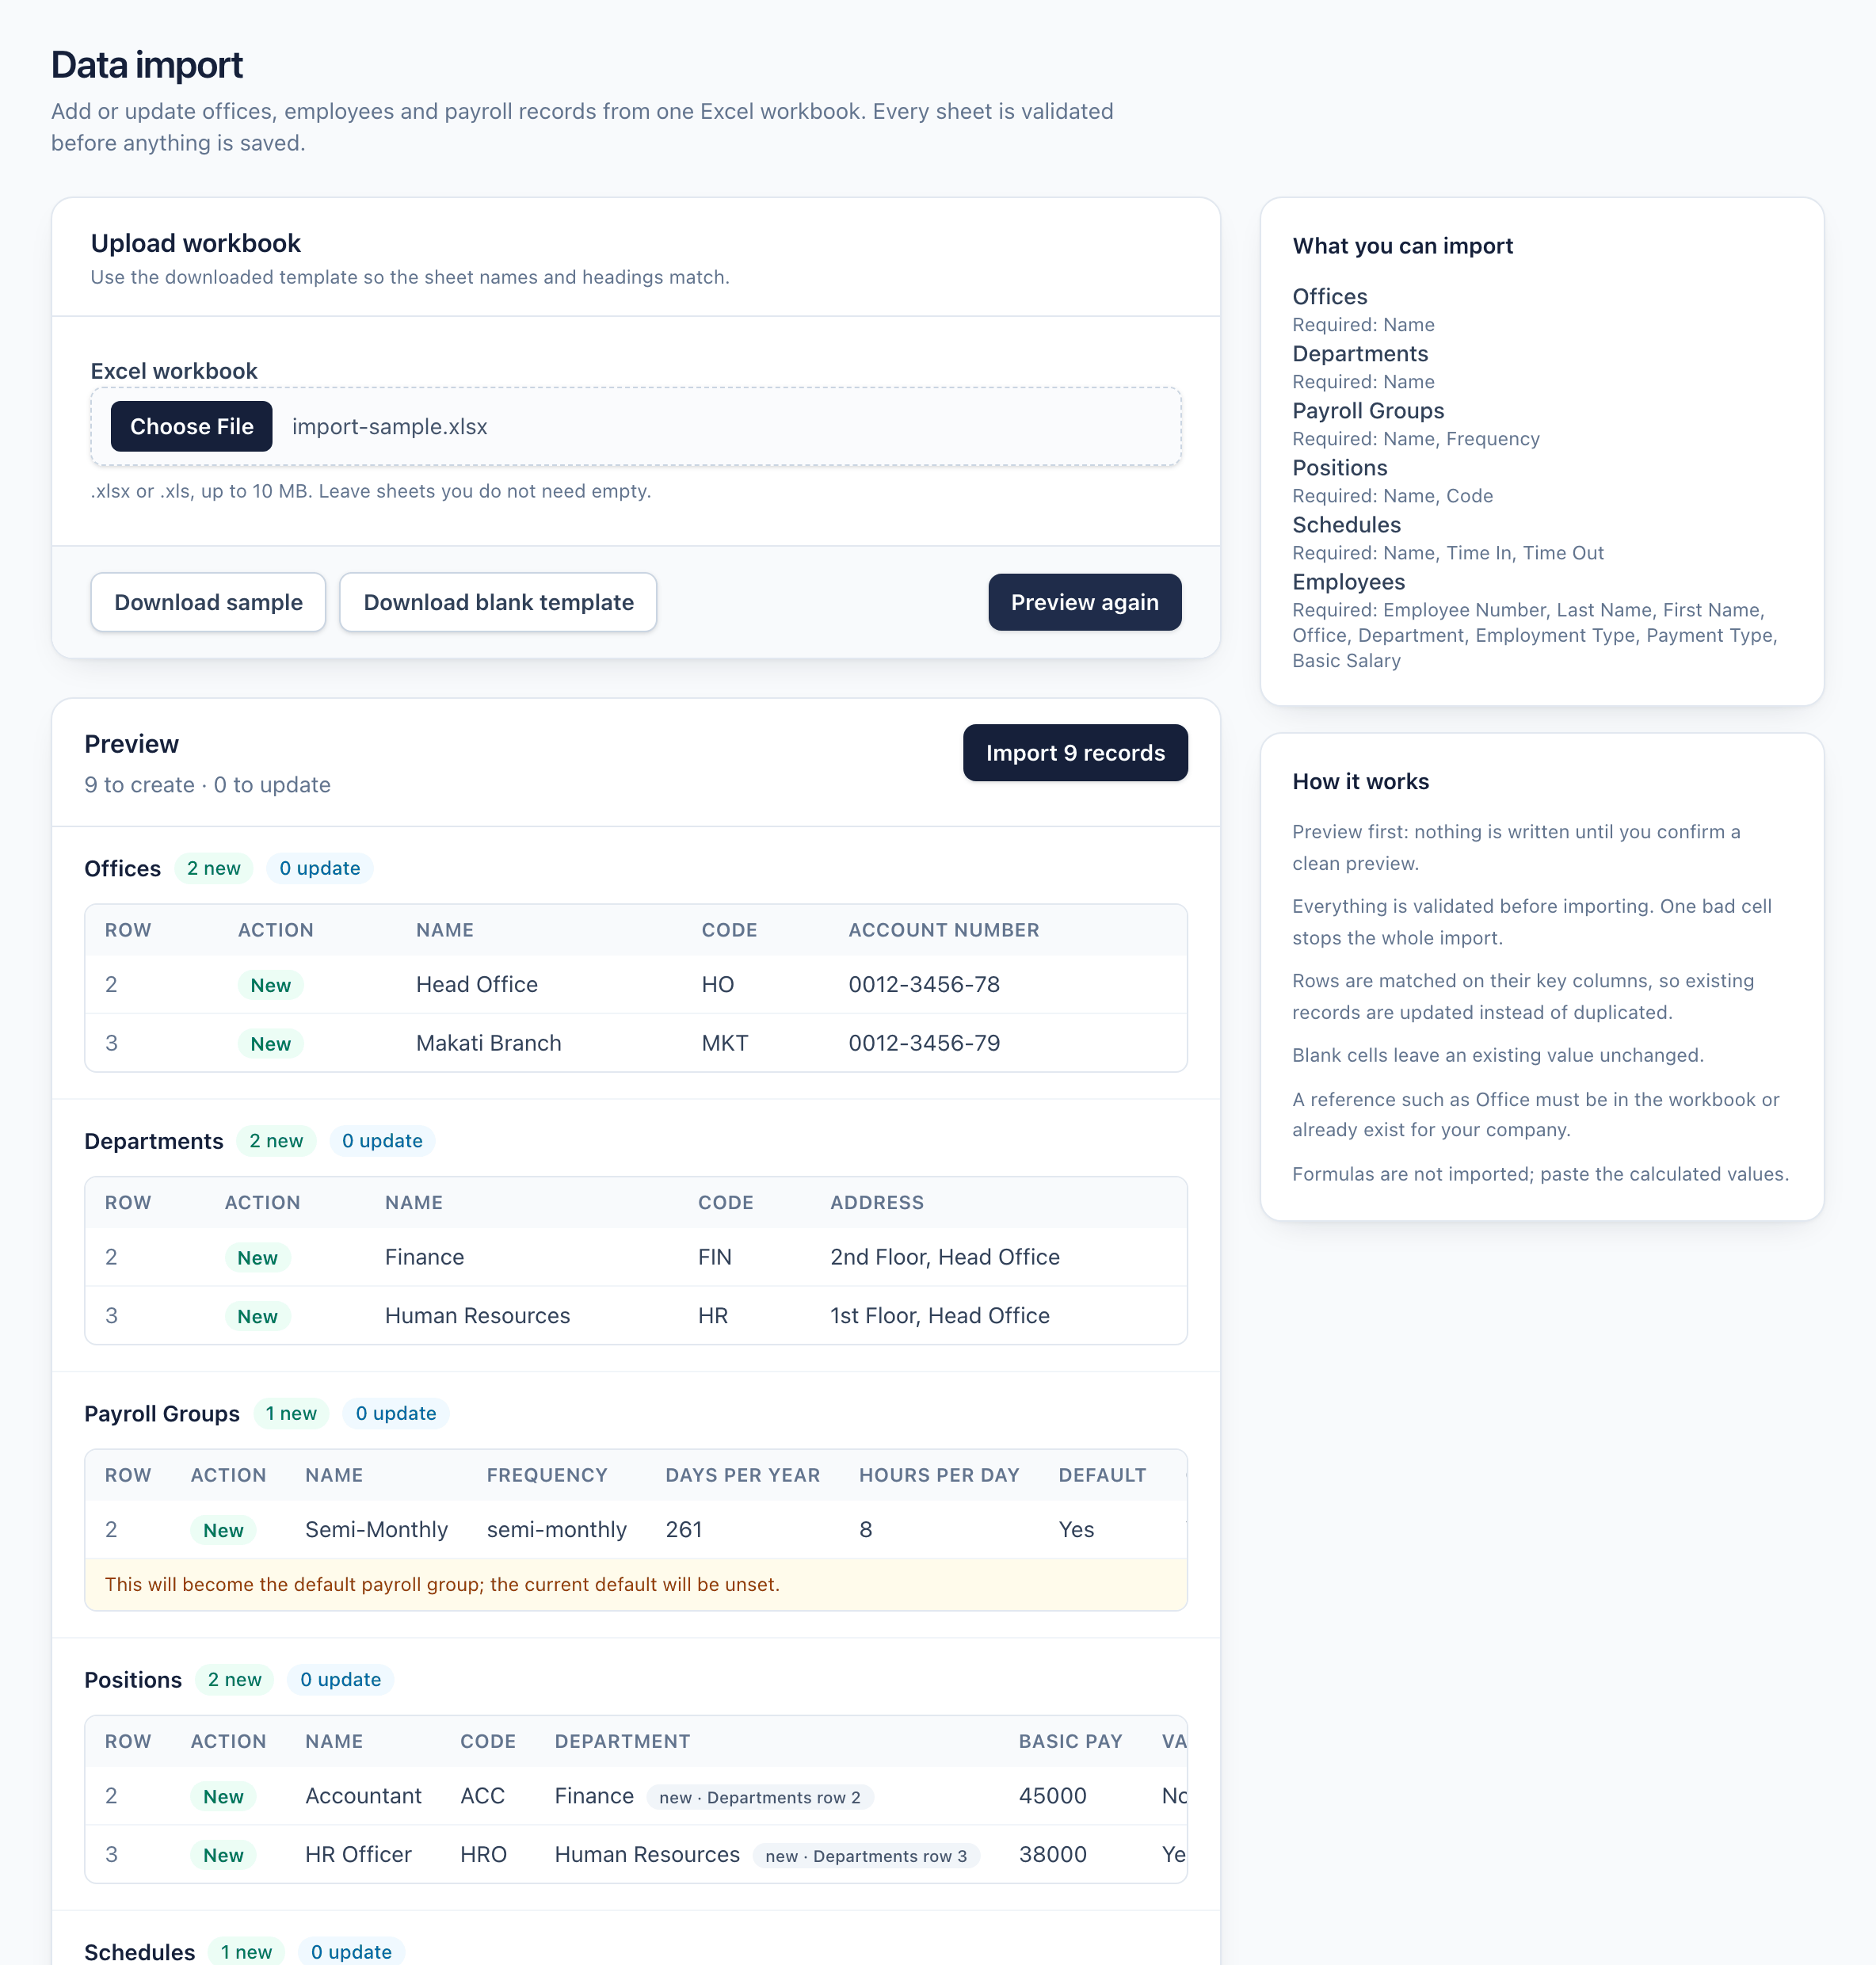 Data import
Add or update offices, employees and payroll records from one Excel workbook. Every sheet is validated
before anything is saved.
Upload workbook
Use the downloaded template so the sheet names and headings match.
Excel workbook
Choose File import-sample.xlsx
.xlsx or .xls, up to 10 MB. Leave sheets you do not need empty.
Download sample Download blank template Preview again
Preview
9 to create · 0 to update
Import 9 records
Offices 2 new 0 update
ROW ACTION NAME CODE ACCOUNT NUMBER
2 New Head Office HO 0012-3456-78
3 New Makati Branch MKT 0012-3456-79
Departments 2 new 0 update
ROW ACTION NAME CODE ADDRESS
2 New Finance FIN 2nd Floor, Head Office
3 New Human Resources HR 1st Floor, Head Office
Payroll Groups 1 new 0 update
ROW ACTION NAME FREQUENCY DAYS PER YEAR HOURS PER DAY DEFAULT
2 New Semi-Monthly semi-monthly 261 8 Yes
This will become the default payroll group; the current default will be unset.
Positions 2 new 0 update
ROW ACTION NAME CODE DEPARTMENT BASIC PAY
2 New Accountant ACC Finance new · Departments row 2 45000
3 New HR Officer HRO Human Resources new · Departments row 3 38000
Schedules 1 new 0 update
What you can import
Offices
Required: Name
Departments
Required: Name
Payroll Groups
Required: Name, Frequency
Positions
Required: Name, Code
Schedules
Required: Name, Time In, Time Out
Employees
Required: Employee Number, Last Name, First Name,
Office, Department, Employment Type, Payment Type,
Basic Salary
How it works
Preview first: nothing is written until you confirm a
clean preview.
Everything is validated before importing. One bad cell
stops the whole import.
Rows are matched on their key columns, so existing
records are updated instead of duplicated.
Blank cells leave an existing value unchanged.
A reference such as Office must be in the workbook or
already exist for your company.
Formulas are not imported; paste the calculated values.